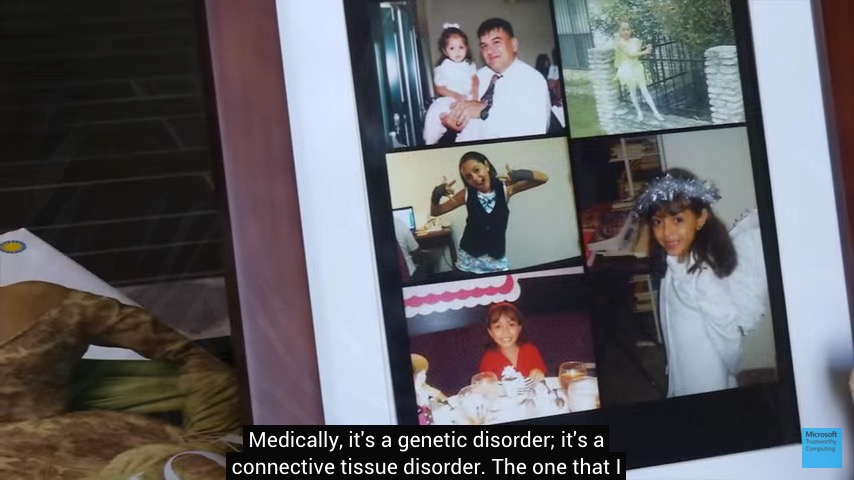 Medically, it's a genetic disorder; it's a
connective tissue disorder. The one that I
Microsoft
Trustworthy
Computing